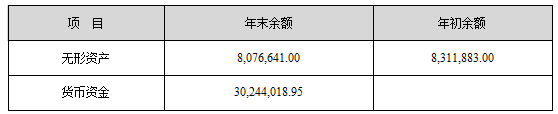 项 目 年末余额 年初余额
无形资产 8,076,641.00 8,311,883.00
货币资金 30,244,018.95